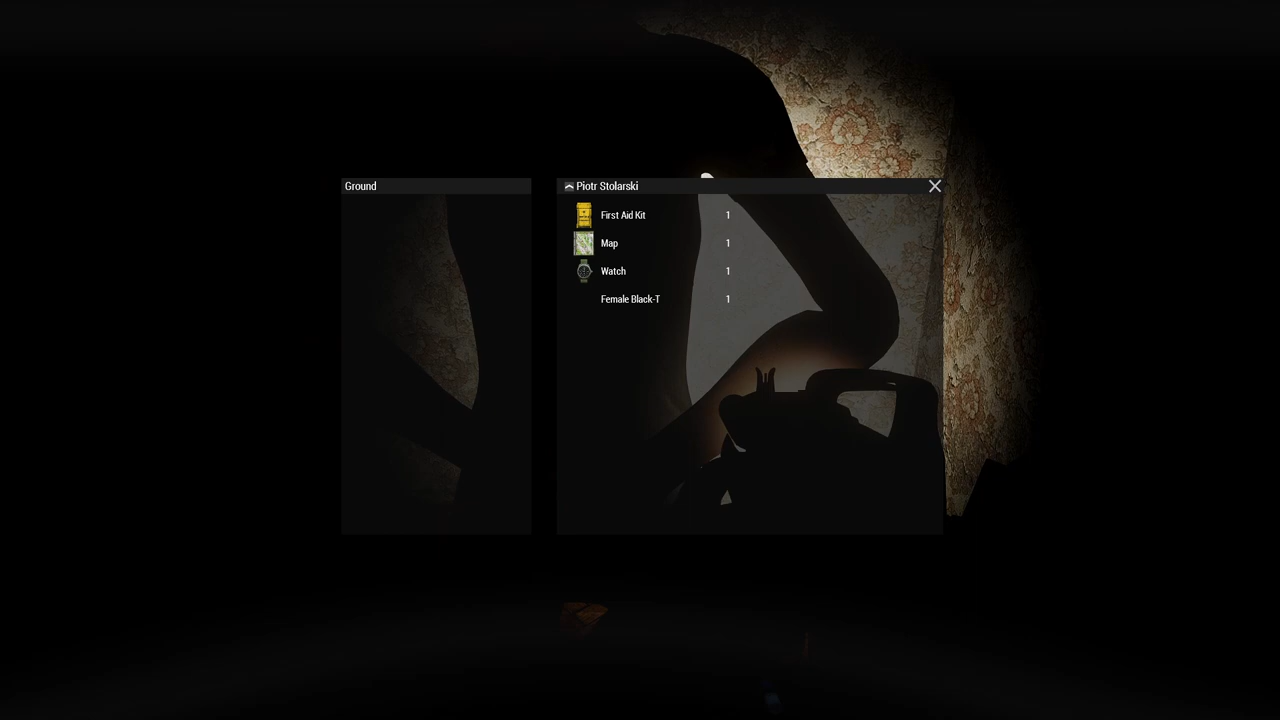 Ground
Piotr Stolarski
First Aid Kit 1
Map 1
Watch 1
Female Black-T 1